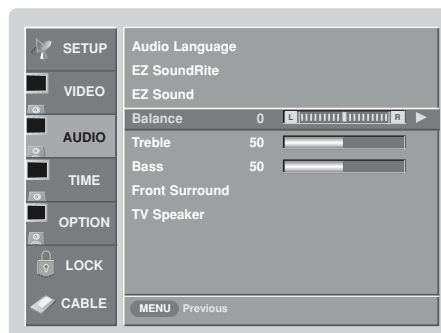 SETUP
VIDEO
AUDIO
TIME
OPTION
LOCK
CABLE
Audio Language
EZ SoundRite
EZ Sound
Balance 0 L R
Treble 50
Bass 50
Front Surround
TV Speaker
MENU Previous